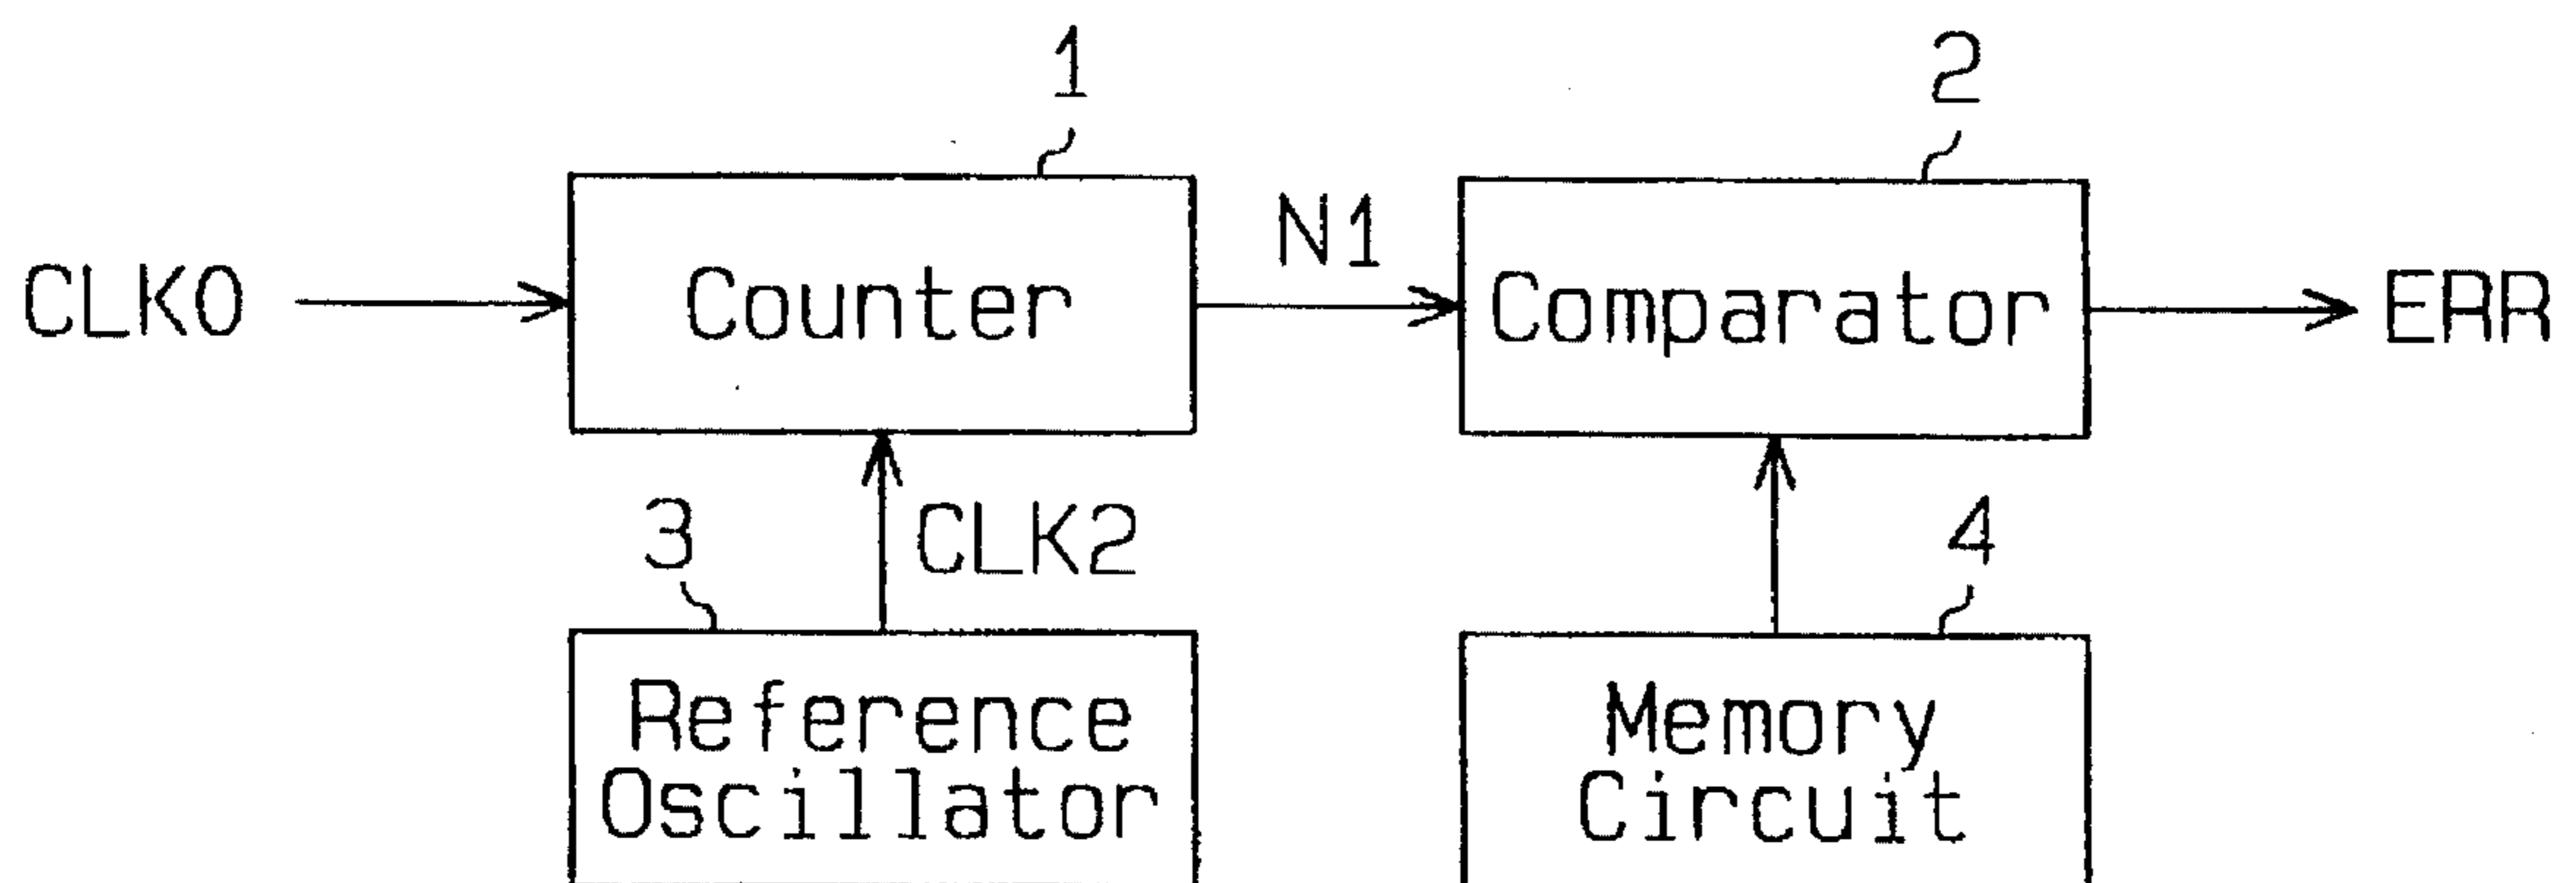 1
2
CLK0
Counter
N1
Comparator
ERR
3
CLK2
4
Reference
Oscillator
Memory
Circuit